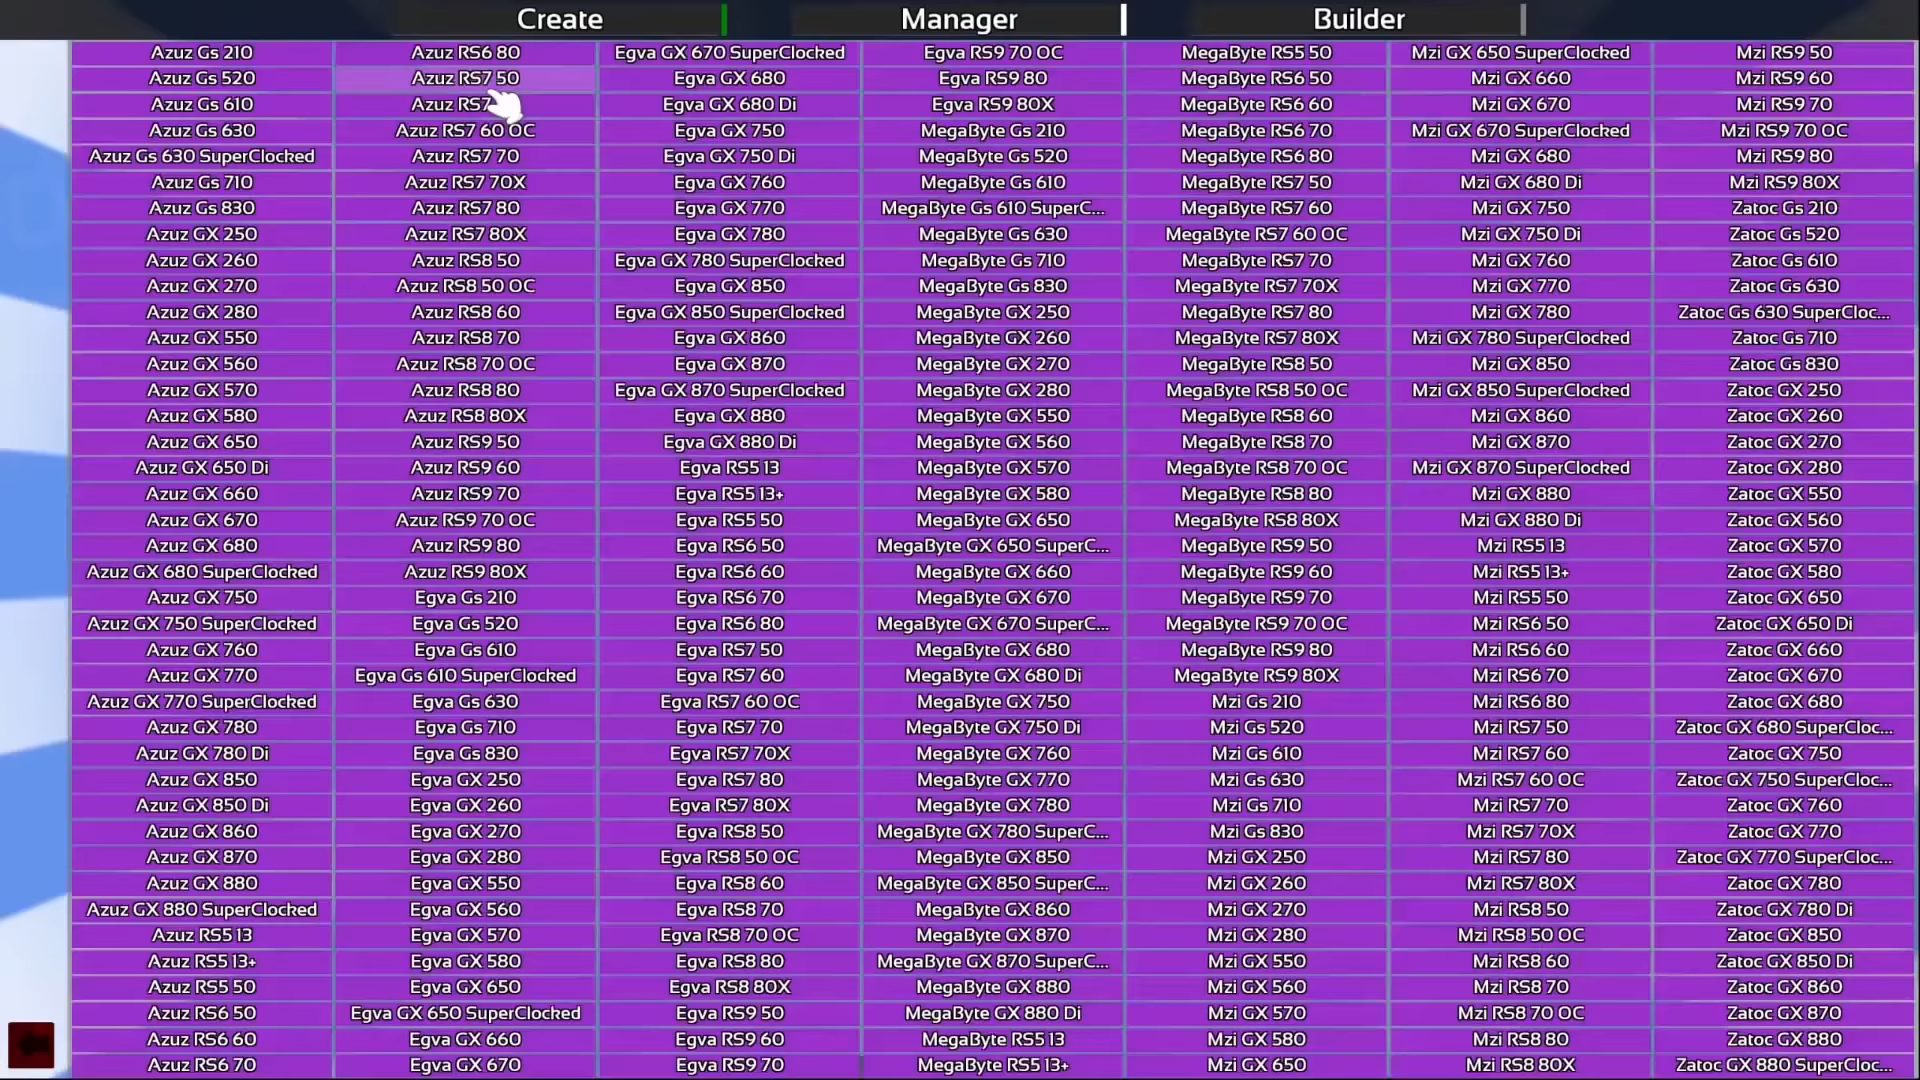 Create
Manager
Builder
Azuz Gs 210
Azuz Gs 520
Azuz Gs 610
Azuz Gs 630
Azuz Gs 630 SuperClocked
Azuz Gs 710
Azuz Gs 830
Azuz GX 250
Azuz GX 260
Azuz GX 270
Azuz GX 280
Azuz GX 550
Azuz GX 560
Azuz GX 570
Azuz GX 580
Azuz GX 650
Azuz GX 650 Di
Azuz GX 660
Azuz GX 670
Azuz GX 680
Azuz GX 680 SuperClocked
Azuz GX 750
Azuz GX 750 SuperClocked
Azuz GX 760
Azuz GX 770
Azuz GX 770 SuperClocked
Azuz GX 780
Azuz GX 780 Di
Azuz GX 850
Azuz GX 850 Di
Azuz GX 860
Azuz GX 870
Azuz GX 880
Azuz GX 880 SuperClocked
Azuz RS5 13
Azuz RS5 13+
Azuz RS5 50
Azuz RS6 50
Azuz RS6 60
Azuz RS6 70
Azuz RS6 80
Azuz RS7 50
Azuz RS7
Azuz RS7 60 OC
Azuz RS7 70
Azuz RS7 70X
Azuz RS7 80
Azuz RS7 80X
Azuz RS8 50
Azuz RS8 50 OC
Azuz RS8 60
Azuz RS8 70
Azuz RS8 70 OC
Azuz RS8 80
Azuz RS8 80X
Azuz RS9 50
Azuz RS9 60
Azuz RS9 70
Azuz RS9 70 OC
Azuz RS9 80
Azuz RS9 80X
Egva Gs 210
Egva Gs 520
Egva Gs 610
Egva Gs 610 SuperClocked
Egva Gs 630
Egva Gs 710
Egva Gs 830
Egva GX 250
Egva GX 260
Egva GX 270
Egva GX 280
Egva GX 550
Egva GX 560
Egva GX 570
Egva GX 580
Egva GX 650
Egva GX 650 SuperClocked
Egva GX 660
Egva GX 670
Egva GX 670 SuperClocked
Egva GX 680
Egva GX 680 Di
Egva GX 750
Egva GX 750 Di
Egva GX 760
Egva GX 770
Egva GX 780
Egva GX 780 SuperClocked
Egva GX 850
Egva GX 850 SuperClocked
Egva GX 860
Egva GX 870
Egva GX 870 SuperClocked
Egva GX 880
Egva GX 880 Di
Egva RS5 13
Egva RS5 13+
Egva RS5 50
Egva RS6 50
Egva RS6 60
Egva RS6 70
Egva RS6 80
Egva RS7 50
Egva RS7 60
Egva RS7 60 OC
Egva RS7 70
Egva RS7 70X
Egva RS7 80
Egva RS7 80X
Egva RS8 50
Egva RS8 50 OC
Egva RS8 60
Egva RS8 70
Egva RS8 70 OC
Egva RS8 80
Egva RS8 80X
Egva RS9 50
Egva RS9 60
Egva RS9 70
Egva RS9 70 OC
Egva RS9 80
Egva RS9 80X
MegaByte Gs 210
MegaByte Gs 520
MegaByte Gs 610
MegaByte Gs 610 SuperC...
MegaByte Gs 630
MegaByte Gs 710
MegaByte Gs 830
MegaByte GX 250
MegaByte GX 260
MegaByte GX 270
MegaByte GX 280
MegaByte GX 550
MegaByte GX 560
MegaByte GX 570
MegaByte GX 580
MegaByte GX 650
MegaByte GX 650 SuperC...
MegaByte GX 660
MegaByte GX 670
MegaByte GX 670 SuperC...
MegaByte GX 680
MegaByte GX 680 Di
MegaByte GX 750
MegaByte GX 750 Di
MegaByte GX 760
MegaByte GX 770
MegaByte GX 780
MegaByte GX 780 SuperC...
MegaByte GX 850
MegaByte GX 850 SuperC...
MegaByte GX 860
MegaByte GX 870
MegaByte GX 870 SuperC...
MegaByte GX 880
MegaByte GX 880 Di
MegaByte RS5 13
MegaByte RS5 13+
MegaByte RS5 50
MegaByte RS6 50
MegaByte RS6 60
MegaByte RS6 70
MegaByte RS6 80
MegaByte RS7 50
MegaByte RS7 60
MegaByte RS7 60 OC
MegaByte RS7 70
MegaByte RS7 70X
MegaByte RS7 80
MegaByte RS7 80X
MegaByte RS8 50
MegaByte RS8 50 OC
MegaByte RS8 60
MegaByte RS8 70
MegaByte RS8 70 OC
MegaByte RS8 80
MegaByte RS8 80X
MegaByte RS9 50
MegaByte RS9 60
MegaByte RS9 70
MegaByte RS9 70 OC
MegaByte RS9 80
MegaByte RS9 80X
Mzi Gs 210
Mzi Gs 520
Mzi Gs 610
Mzi Gs 630
Mzi Gs 710
Mzi Gs 830
Mzi GX 250
Mzi GX 260
Mzi GX 270
Mzi GX 280
Mzi GX 550
Mzi GX 560
Mzi GX 570
Mzi GX 580
Mzi GX 650
Mzi GX 650 SuperClocked
Mzi GX 660
Mzi GX 670
Mzi GX 670 SuperClocked
Mzi GX 680
Mzi GX 680 Di
Mzi GX 750
Mzi GX 750 Di
Mzi GX 760
Mzi GX 770
Mzi GX 780
Mzi GX 780 SuperClocked
Mzi GX 850
Mzi GX 850 SuperClocked
Mzi GX 860
Mzi GX 870
Mzi GX 870 SuperClocked
Mzi GX 880
Mzi GX 880 Di
Mzi RS5 13
Mzi RS5 13+
Mzi RS5 50
Mzi RS6 50
Mzi RS6 60
Mzi RS6 70
Mzi RS6 80
Mzi RS7 50
Mzi RS7 60
Mzi RS7 60 OC
Mzi RS7 70
Mzi RS7 70X
Mzi RS7 80
Mzi RS7 80X
Mzi RS8 50
Mzi RS8 50 OC
Mzi RS8 60
Mzi RS8 70
Mzi RS8 70 OC
Mzi RS8 80
Mzi RS8 80X
Mzi RS9 50
Mzi RS9 60
Mzi RS9 70
Mzi RS9 70 OC
Mzi RS9 80
Mzi RS9 80X
Zatoc Gs 210
Zatoc Gs 520
Zatoc Gs 610
Zatoc Gs 630
Zatoc Gs 630 SuperCloc...
Zatoc Gs 710
Zatoc Gs 830
Zatoc GX 250
Zatoc GX 260
Zatoc GX 270
Zatoc GX 280
Zatoc GX 550
Zatoc GX 560
Zatoc GX 570
Zatoc GX 580
Zatoc GX 650
Zatoc GX 650 Di
Zatoc GX 660
Zatoc GX 670
Zatoc GX 680
Zatoc GX 680 SuperCloc...
Zatoc GX 750
Zatoc GX 750 SuperCloc...
Zatoc GX 760
Zatoc GX 770
Zatoc GX 770 SuperCloc...
Zatoc GX 780
Zatoc GX 780 Di
Zatoc GX 850
Zatoc GX 850 Di
Zatoc GX 860
Zatoc GX 870
Zatoc GX 880
Zatoc GX 880 SuperCloc...